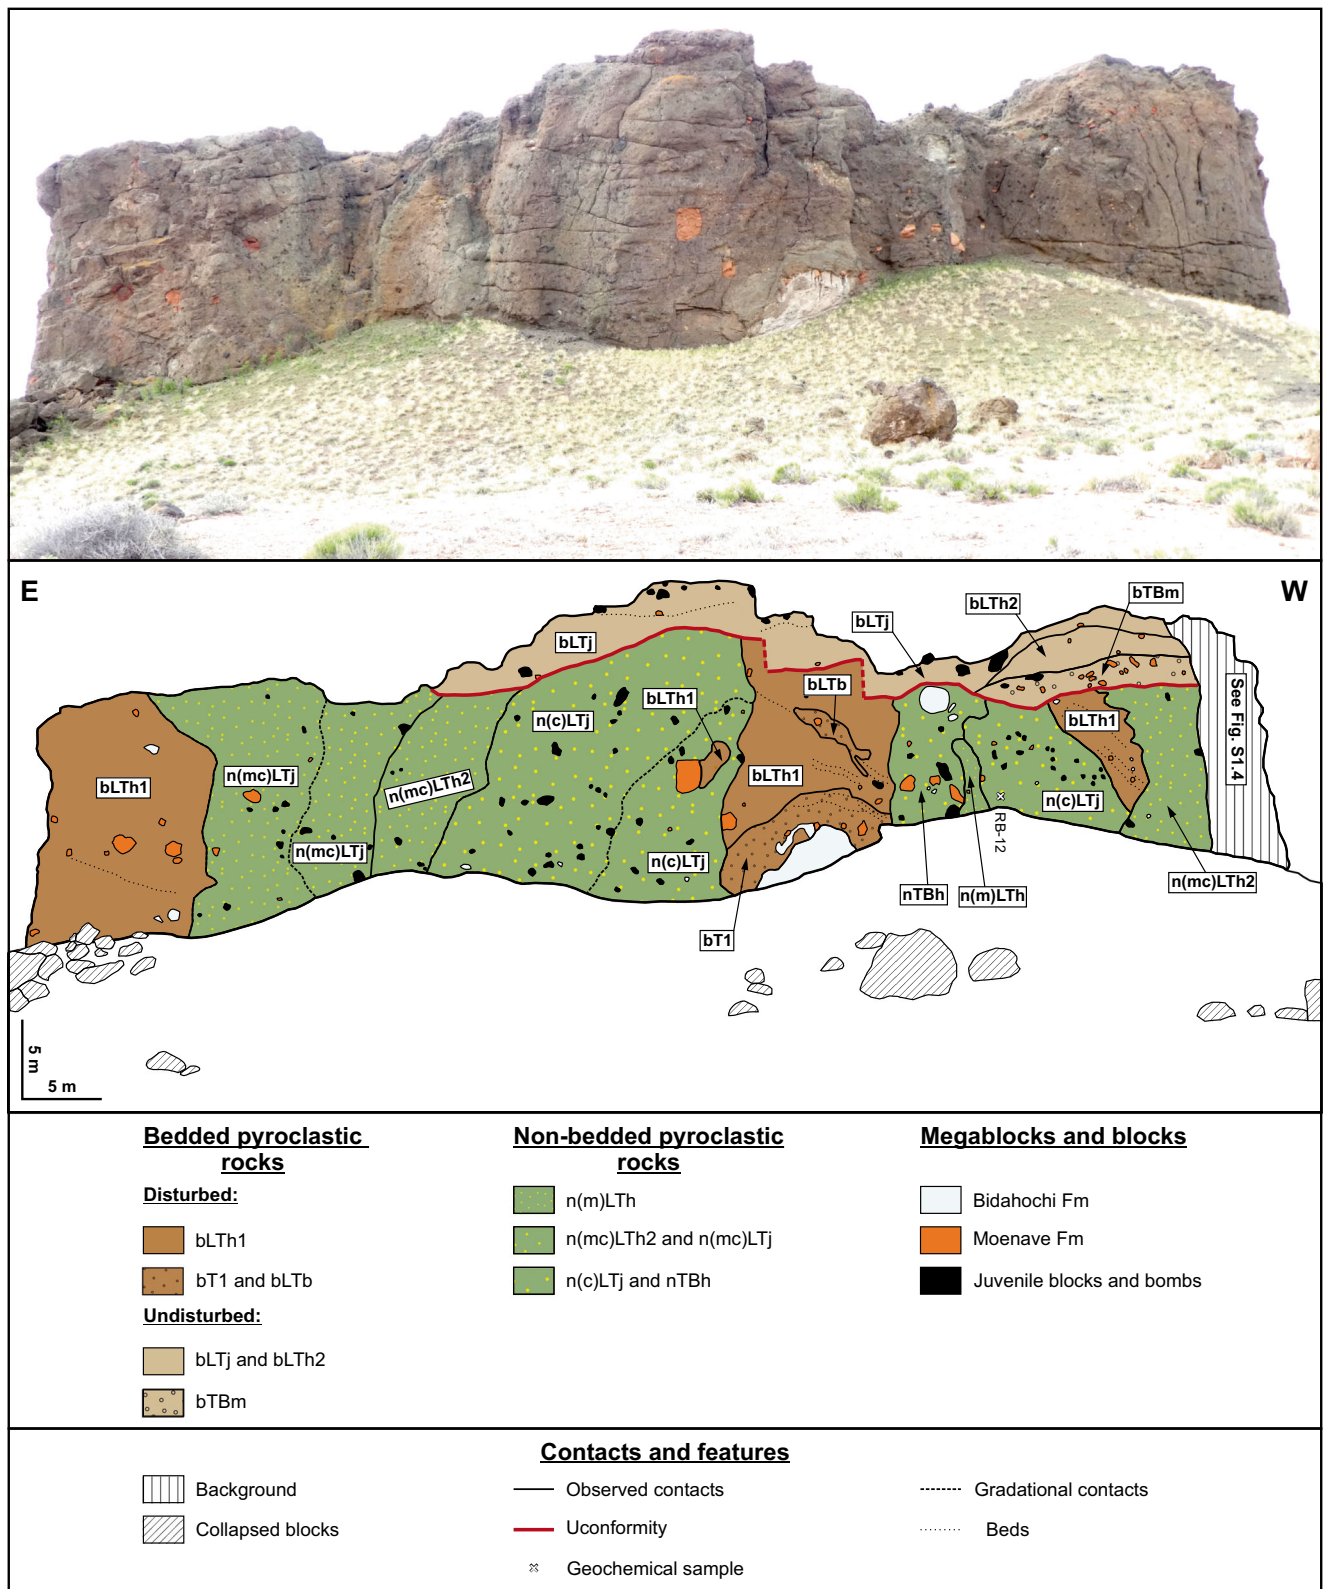 E
W
bLTj
bLTh2
bTBm
bLTj
bLTb
bLTh1
n(c)LTj
bLTh1
n(mc)LTj
n(mc)LTh2
bLTh1
bLTh1
n(mc)LTj
n(c)LTj
n(c)LTj
RB-12
See Fig. S1.4
nTBh
n(m)LTh
n(mc)LTh2
bT1
5 m
5 m
Bedded pyroclastic
rocks
Disturbed:
bLTh1
bT1 and bLTb
Undisturbed:
bLTj and bLTh2
bTBm
Non-bedded pyroclastic
rocks
n(m)LTh
n(mc)LTh2 and n(mc)LTj
n(c)LTj and nTBh
Megablocks and blocks
Bidahochi Fm
Moenave Fm
Juvenile blocks and bombs
Contacts and features
Background
Collapsed blocks
Observed contacts
Uconformity
Geochemical sample
Gradational contacts
Beds